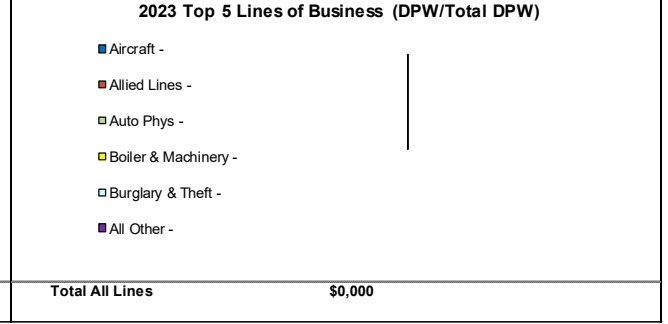 2023 Top 5 Lines of Business (DPW/Total DPW)
Aircraft -
Allied Lines -
Auto Phys -
Boiler & Machinery -
Burglary & Theft -
All Other -
Total All Lines $0,000